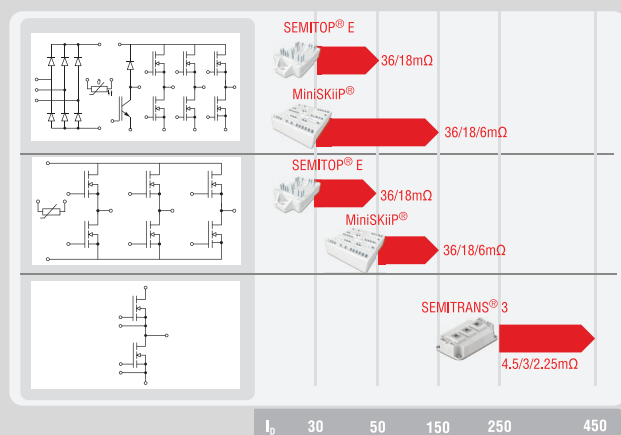 SEMITOP® E
36/18mΩ
MiniSKiiP®
36/18/6mΩ
SEMITOP® E
36/18mΩ
MiniSKiiP®
36/18/6mΩ
SEMITRANS® 3
4.5/3/2.25mΩ
I_D 30 50 150 250 450